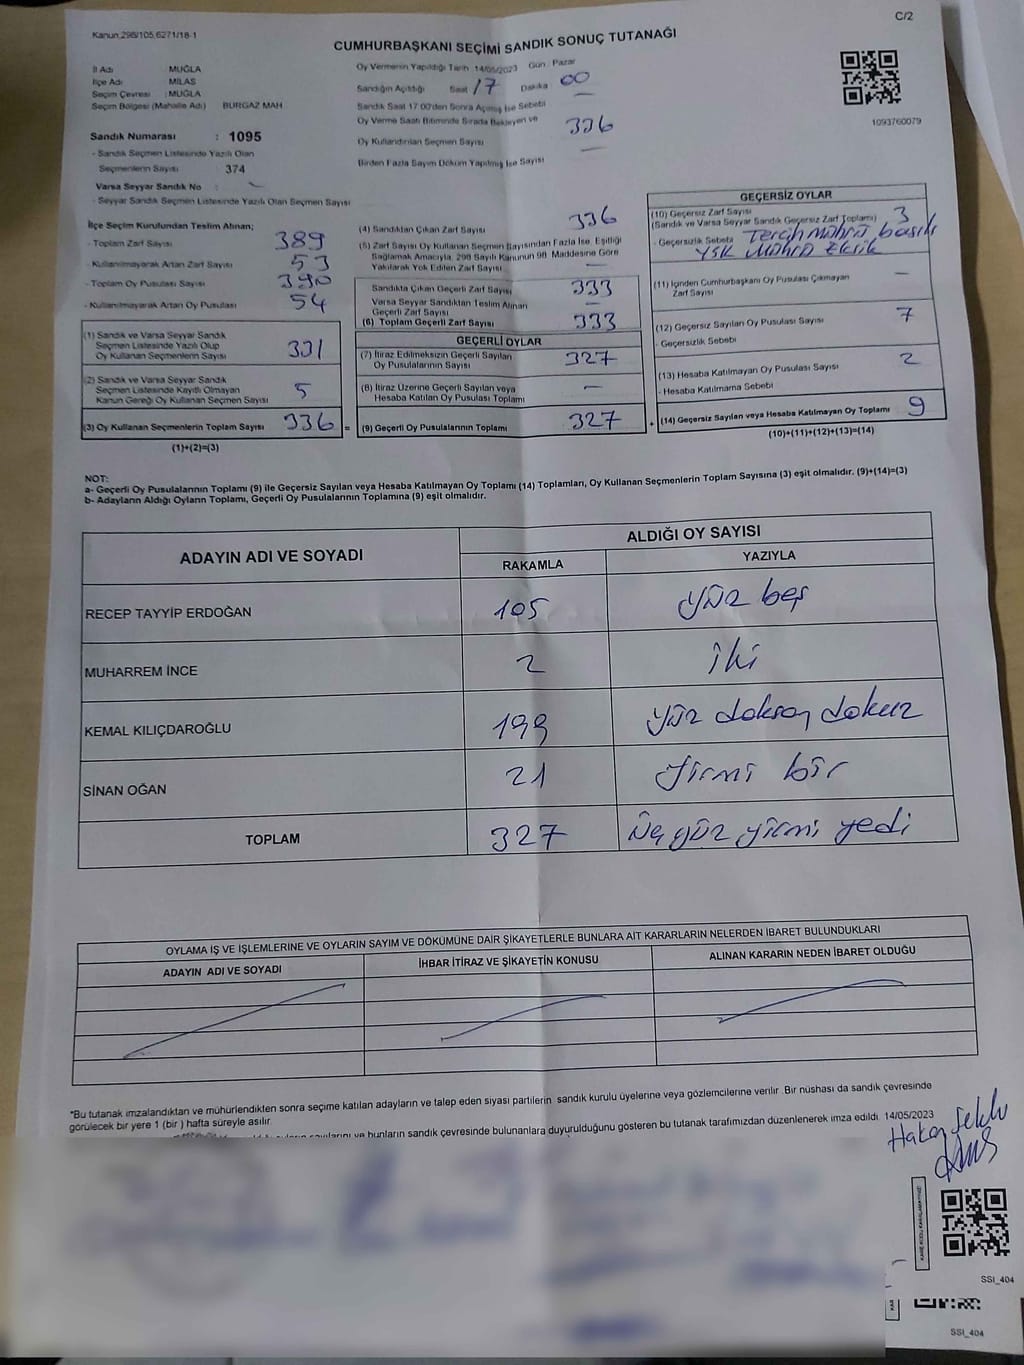 C/2
Kanun,298/105,6271/18-1
CUMHURBAŞKANI SEÇİMİ SANDIK SONUÇ TUTANAĞI
İl Adı MUĞLA
İlçe Adı MİLAS
Seçim Çevresi : MUĞLA
Seçim Bölgesi (Mahalle Adı) BURGAZ MAH
Sandık Numarası : 1095
- Sandık Seçmen Listesinde Yazılı Olan
Seçmenlerin Sayısı 374
Varsa Seyyar Sandık No :
- Seyyar Sandık Seçmen Listesinde Yazılı Olan Seçmen Sayısı
Oy Vermenin Yapıldığı Tarih 14/05/2023 Gün : Pazar
Sandığın Açıldığı Saat 17 Dakika 00
Sandık Saat 17.00'den Sonra Açılmış İse Sebebi
Oy Verme Saati Bitiminde Sırada Bekleyen ve
Oy Kullandırılan Seçmen Sayısı 336
Birden Fazla Sayım Döküm Yapılmış İse Sayısı
1093760079
İlçe Seçim Kurulundan Teslim Alınan;
- Toplam Zarf Sayısı 389
- Kullanılmayarak Artan Zarf Sayısı 53
- Toplam Oy Pusulası Sayısı 390
- Kullanılmayarak Artan Oy Pusulası 54
(1) Sandık ve Varsa Seyyar Sandık
Seçmen Listesinde Yazılı Olup
Oy Kullanan Seçmenlerin Sayısı 331
(2) Sandık ve Varsa Seyyar Sandık
Seçmen Listesinde Kayıtlı Olmayan
Kanun Gereği Oy Kullanan Seçmen Sayısı 5
(3) Oy Kullanan Seçmenlerin Toplam Sayısı 336 =
(1)+(2)=(3)
(4) Sandıktan Çıkan Zarf Sayısı 336
(5) Zarf Sayısı Oy Kullanan Seçmen Sayısından Fazla İse, Eşitliği
Sağlamak Amacıyla, 298 Sayılı Kanunun 98. Maddesine Göre
Yakılarak Yok Edilen Zarf Sayısı —
Sandıkta Çıkan Geçerli Zarf Sayısı 333
Varsa Seyyar Sandıktan Teslim Alınan
Geçerli Zarf Sayısı —
(6) Toplam Geçerli Zarf Sayısı 333
GEÇERLİ OYLAR
(7) İtiraz Edilmeksizin Geçerli Sayılan
Oy Pusulalarının Sayısı 327
(8) İtiraz Üzerine Geçerli Sayılan veya
Hesaba Katılan Oy Pusulası Toplamı —
(9) Geçerli Oy Pusulalarının Toplamı 327 +
GEÇERSİZ OYLAR
(10) Geçersiz Zarf Sayısı
(Sandık ve Varsa Seyyar Sandık Geçersiz Zarf Toplamı) 3
- Geçersizlik Sebebi Tercih Mührü basılı
YSK Mührü Eksik
(11) İçinden Cumhurbaşkanı Oy Pusulası Çıkmayan
Zarf Sayısı —
(12) Geçersiz Sayılan Oy Pusulası Sayısı 7
- Geçersizlik Sebebi
(13) Hesaba Katılmayan Oy Pusulası Sayısı 2
- Hesaba Katılmama Sebebi
(14) Geçersiz Sayılan veya Hesaba Katılmayan Oy Toplamı 9
(10)+(11)+(12)+(13)=(14)
NOT:
a- Geçerli Oy Pusulalarının Toplamı (9) ile Geçersiz Sayılan veya Hesaba Katılmayan Oy Toplamı (14) Toplamları, Oy Kullanan Seçmenlerin Toplam Sayısına (3) eşit olmalıdır. (9)+(14)=(3)
b- Adayların Aldığı Oyların Toplamı, Geçerli Oy Pusulalarının Toplamına (9) eşit olmalıdır.
ADAYIN ADI VE SOYADI
ALDIĞI OY SAYISI
RAKAMLA YAZIYLA
RECEP TAYYİP ERDOĞAN 105 yüz beş
MUHARREM İNCE 2 iki
KEMAL KILIÇDAROĞLU 199 yüz doksan dokuz
SİNAN OĞAN 21 yirmi bir
TOPLAM 327 üç yüz yirmi yedi
OYLAMA İŞ VE İŞLEMLERİNE VE OYLARIN SAYIM VE DÖKÜMÜNE DAİR ŞİKAYETLERLE BUNLARA AİT KARARLARIN NELERDEN İBARET BULUNDUKLARI
ADAYIN ADI VE SOYADI İHBAR İTİRAZ VE ŞİKAYETİN KONUSU ALINAN KARARIN NEDEN İBARET OLDUĞU
*Bu tutanak imzalandıktan ve mühürlendikten sonra seçime katılan adayların ve talep eden siyasi partilerin sandık kurulu üyelerine veya gözlemcilerine verilir. Bir nüshası da sandık çevresinde
görülecek bir yere 1 (bir) hafta süreyle asılır.
sayılarını ve bunların sandık çevresinde bulunanlara duyurulduğunu gösteren bu tutanak tarafımızdan düzenlenerek imza edildi. 14/05/2023
Hakan
SSI_404
SSI_404